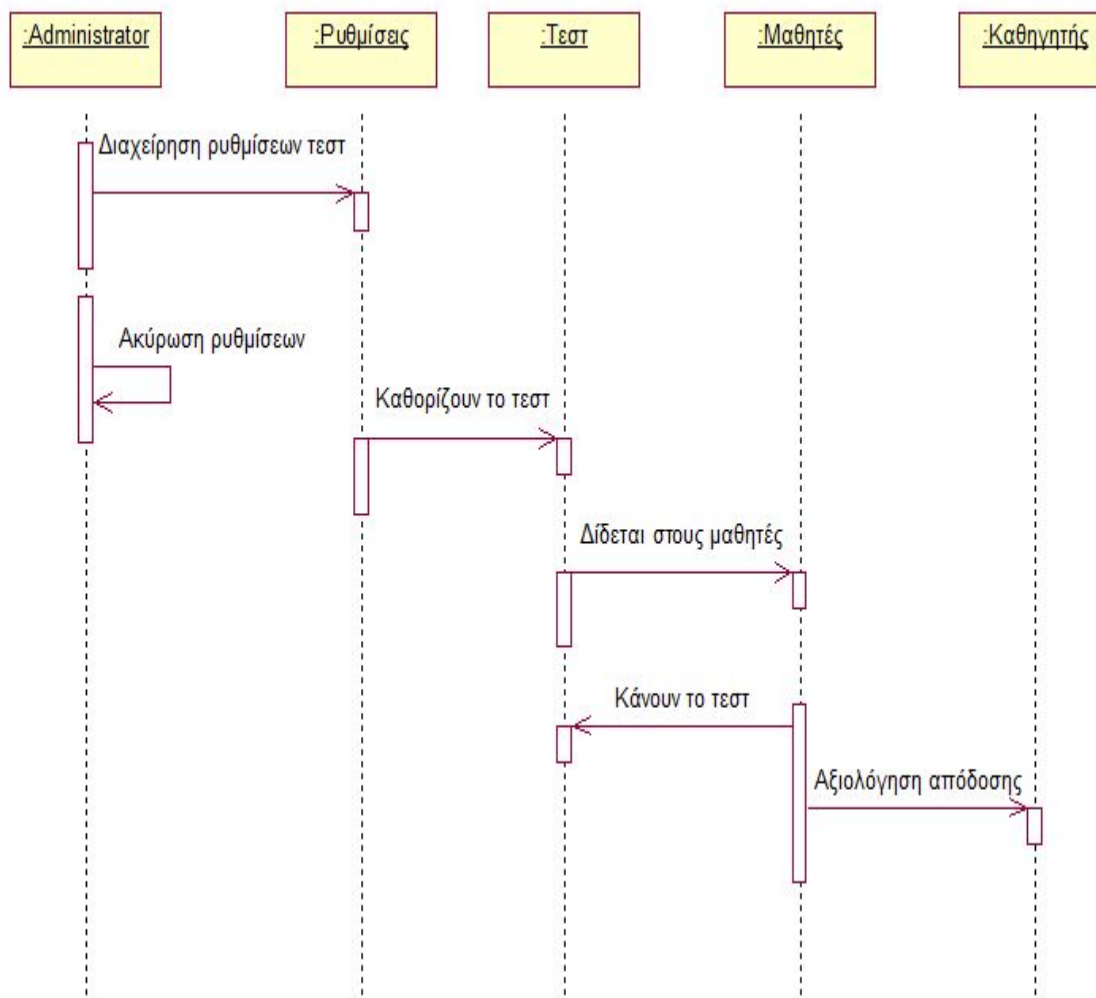 :Administrator
:Ρυθμίσεις
:Τεστ
:Μαθητές
:Καθηγητής
Διαχείρηση ρυθμίσεων τεστ
Ακύρωση ρυθμίσεων
Καθορίζουν το τεστ
Δίδεται στους μαθητές
Κάνουν το τεστ
Αξιολόγηση απόδοσης